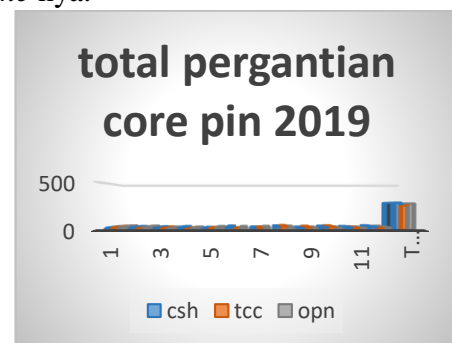 total pergantian
core pin 2019
500
0
1
3
5
7
9
11
T...
csh tcc opn